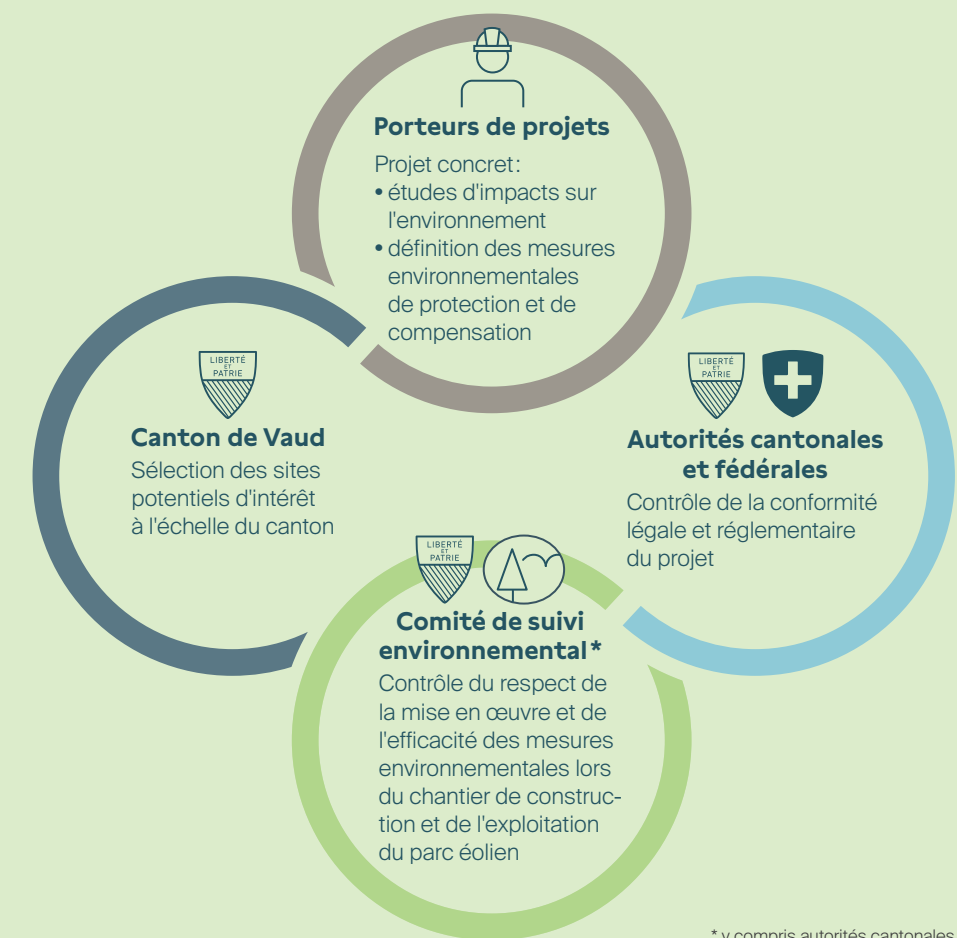 Porteurs de projets
Projet concret:
• études d'impacts sur
l'environnement
• définition des mesures
environnementales
de protection et de
compensation
LIBERTÉ
ET
PATRIE
Canton de Vaud
Sélection des sites
potentiels d'intérêt
à l'échelle du canton
LIBERTÉ
ET
PATRIE
Autorités cantonales
et fédérales
Contrôle de la conformité
légale et réglementaire
du projet
LIBERTÉ
ET
PATRIE
Comité de suivi
environnemental*
Contrôle du respect de
la mise en œuvre et de
l'efficacité des mesures
environnementales lors
du chantier de construc-
tion et de l'exploitation
du parc éolien
* y compris autorités cantonales